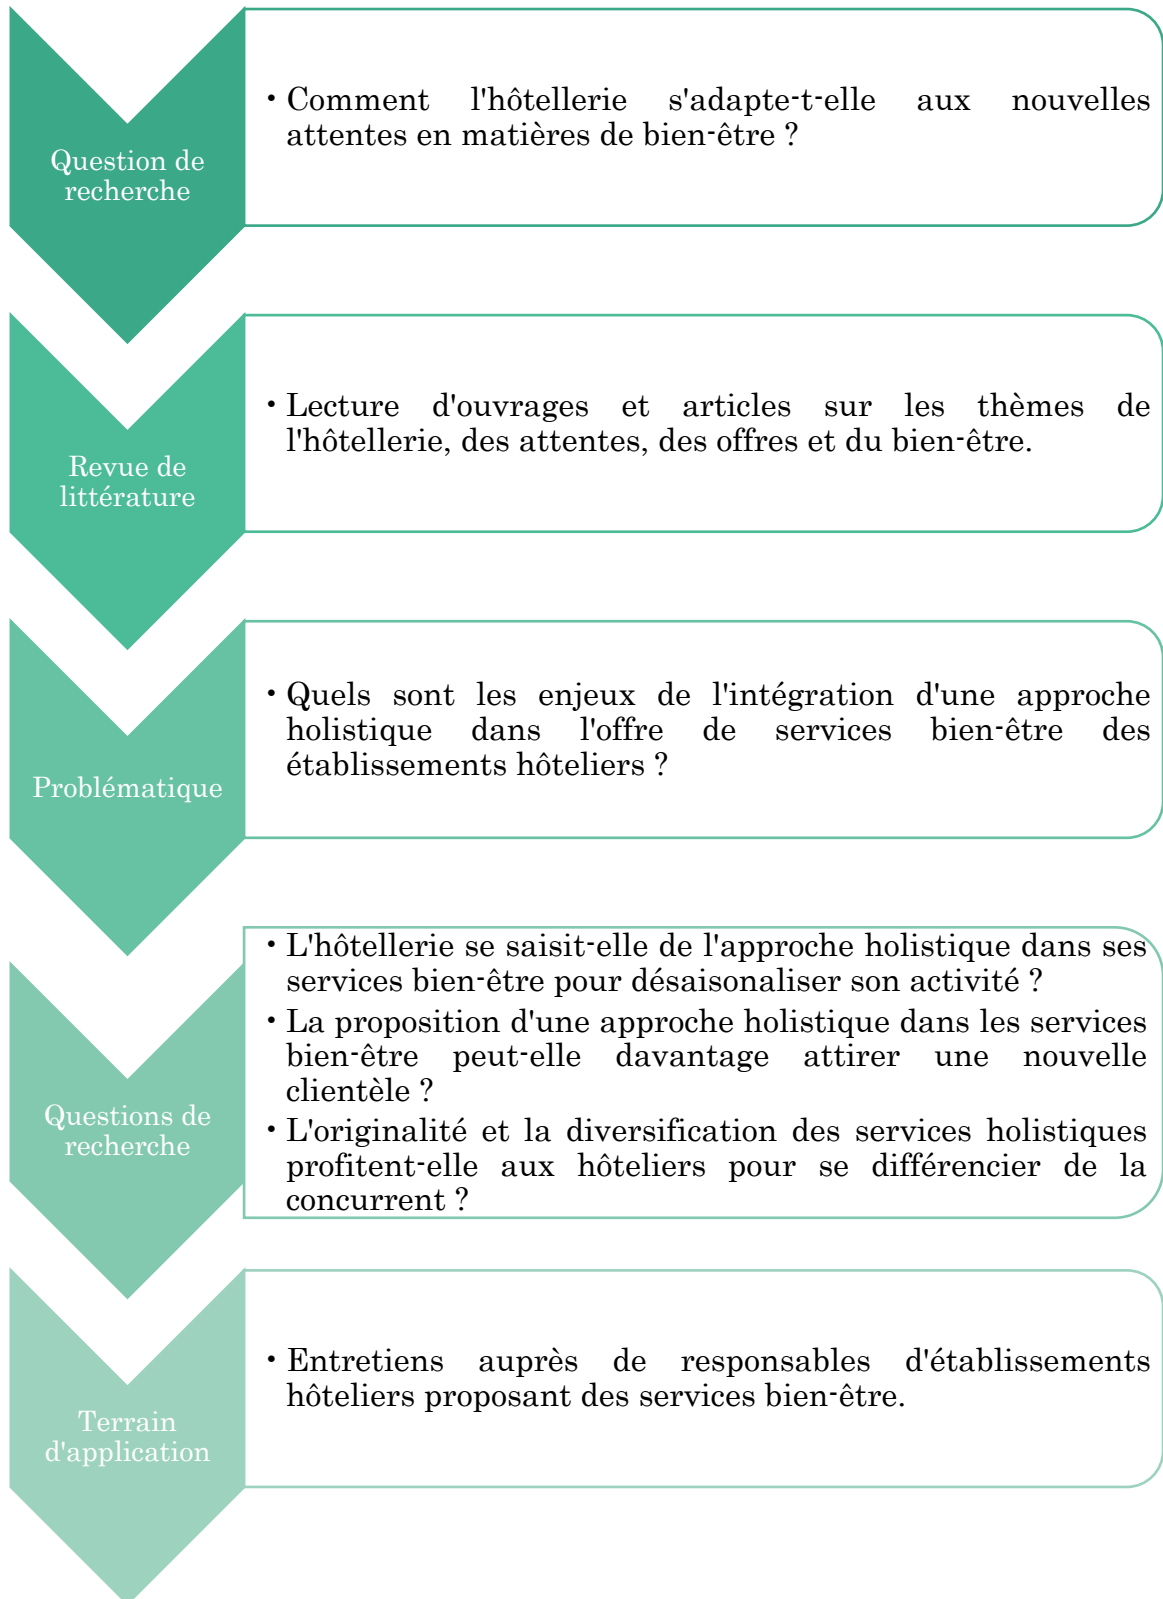 Question de
recherche
• Comment l'hôtellerie s'adapte-t-elle aux nouvelles
attentes en matières de bien-être ?
Revue de
littérature
• Lecture d'ouvrages et articles sur les thèmes de
l'hôtellerie, des attentes, des offres et du bien-être.
Problématique
• Quels sont les enjeux de l'intégration d'une approche
holistique dans l'offre de services bien-être des
établissements hôteliers ?
Questions de
recherche
• L'hôtellerie se saisit-elle de l'approche holistique dans ses
services bien-être pour désaisonaliser son activité ?
• La proposition d'une approche holistique dans les services
bien-être peut-elle davantage attirer une nouvelle
clientèle ?
• L'originalité et la diversification des services holistiques
profitent-elle aux hôteliers pour se différencier de la
concurrent ?
Terrain
d'application
• Entretiens auprès de responsables d'établissements
hôteliers proposant des services bien-être.